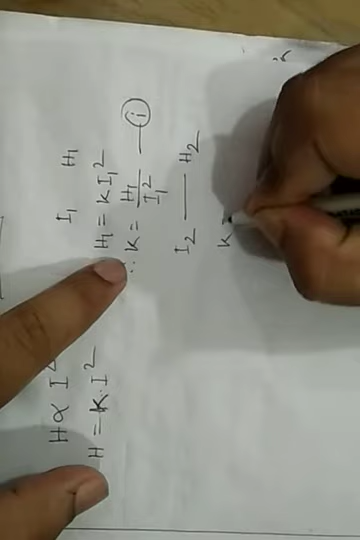 H ∝ I²
H = K.I²
I₁ H₁
H₁ = K I₁²
∴ K = H₁/I₁² — (i)
I₂ — H₂
K =